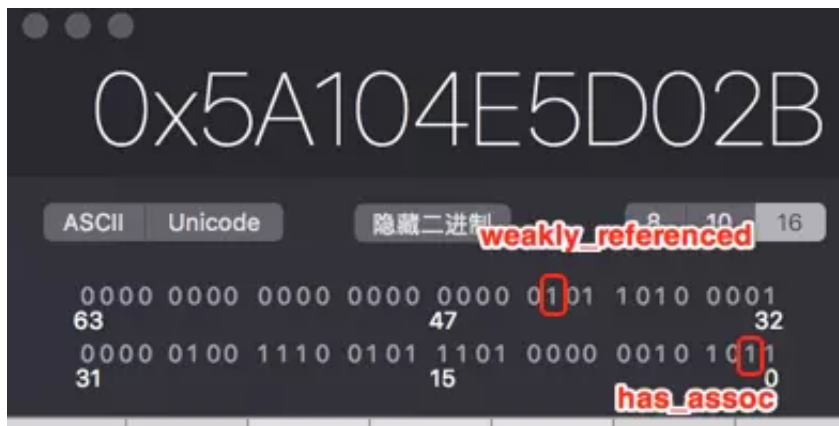 0x5A104E5D02B
ASCII Unicode 隐藏二进制 8 10 16
weakly_referenced
0000 0000 0000 0000 0000 0101 1010 0001
63 47 32
0000 0100 1110 0101 1101 0000 0010 1011
31 15 0
has_assoc